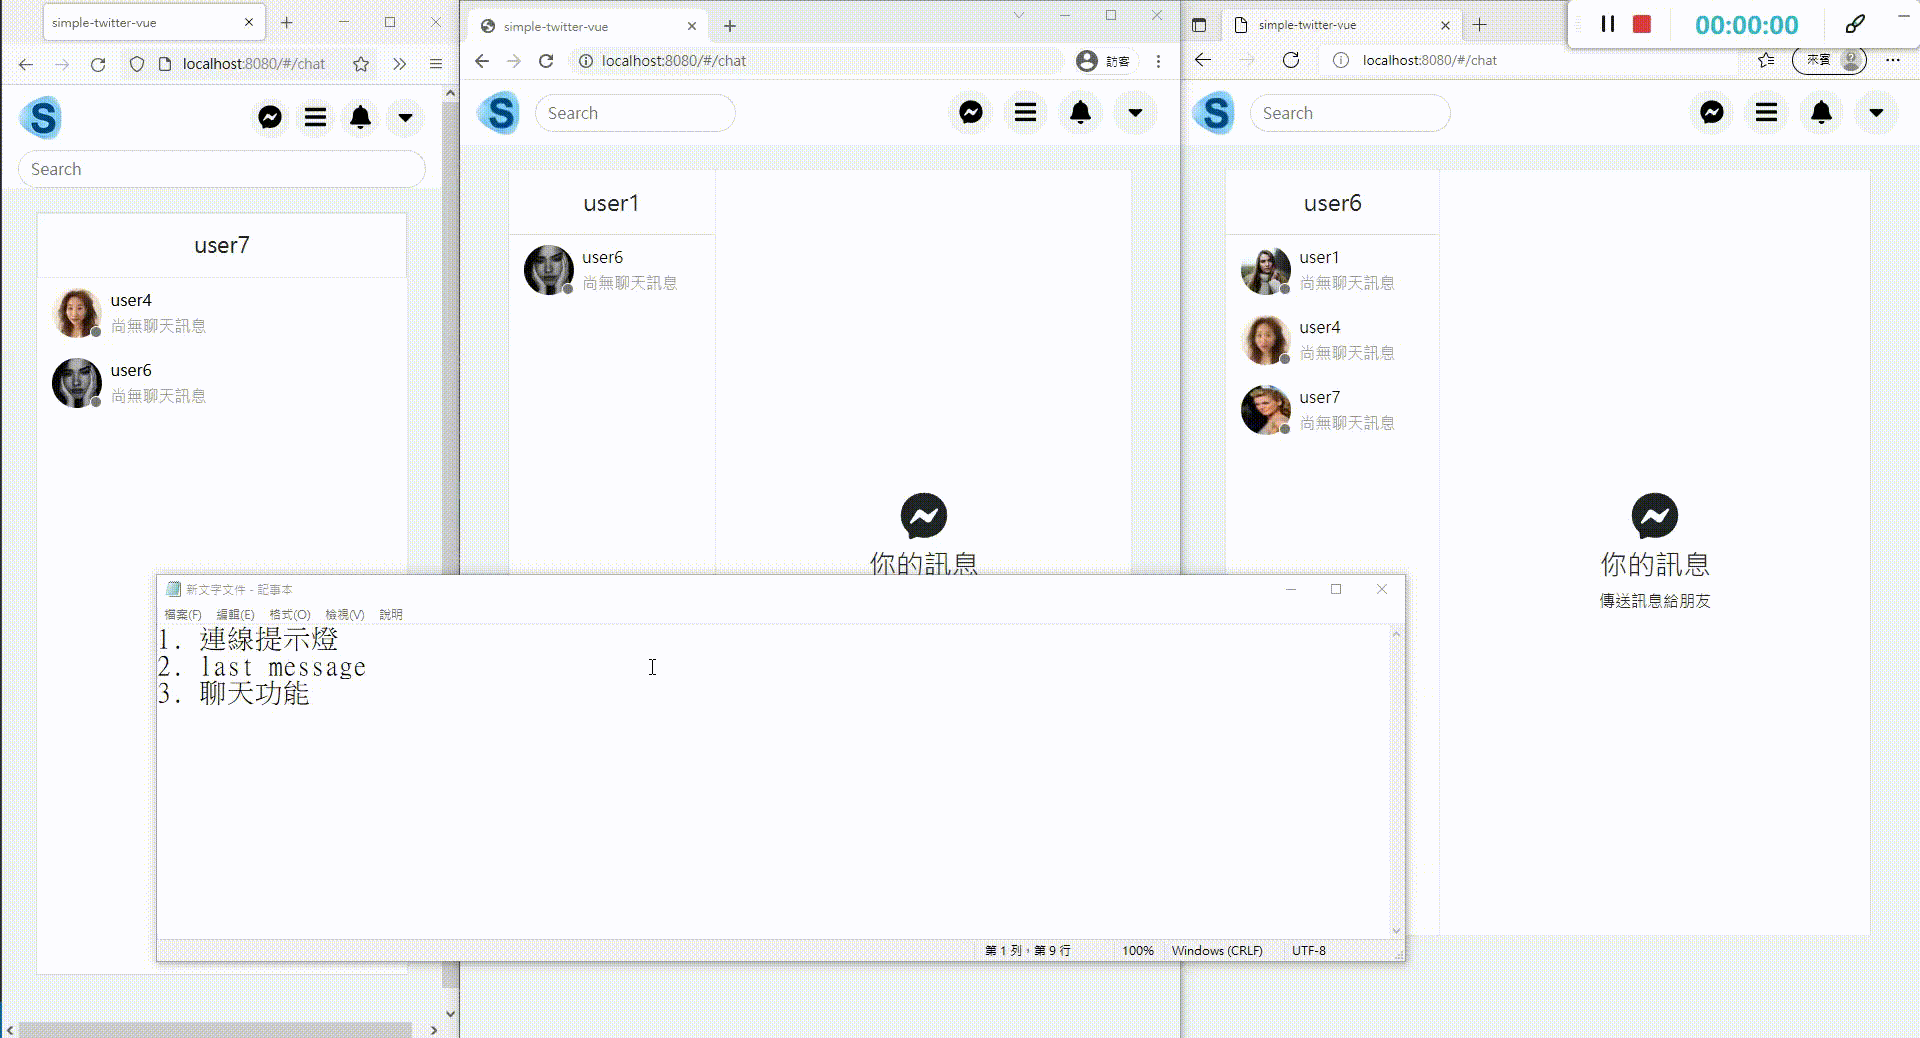 simple-twitter-vue
localhost:8080/#/chat
S
Search
user7
user4
尚無聊天訊息
user6
尚無聊天訊息
simple-twitter-vue
localhost:8080/#/chat
訪客
S
Search
user1
user6
尚無聊天訊息
你的訊息
simple-twitter-vue
00:00:00
localhost:8080/#/chat
來賓
S
Search
user6
user1
尚無聊天訊息
user4
尚無聊天訊息
user7
尚無聊天訊息
你的訊息
傳送訊息給朋友
新文字文件 - 記事本
檔案(F) 編輯(E) 格式(O) 檢視(V) 說明
1. 連線提示燈
2. last message
3. 聊天功能
第 1 列，第 9 行 100% Windows (CRLF) UTF-8